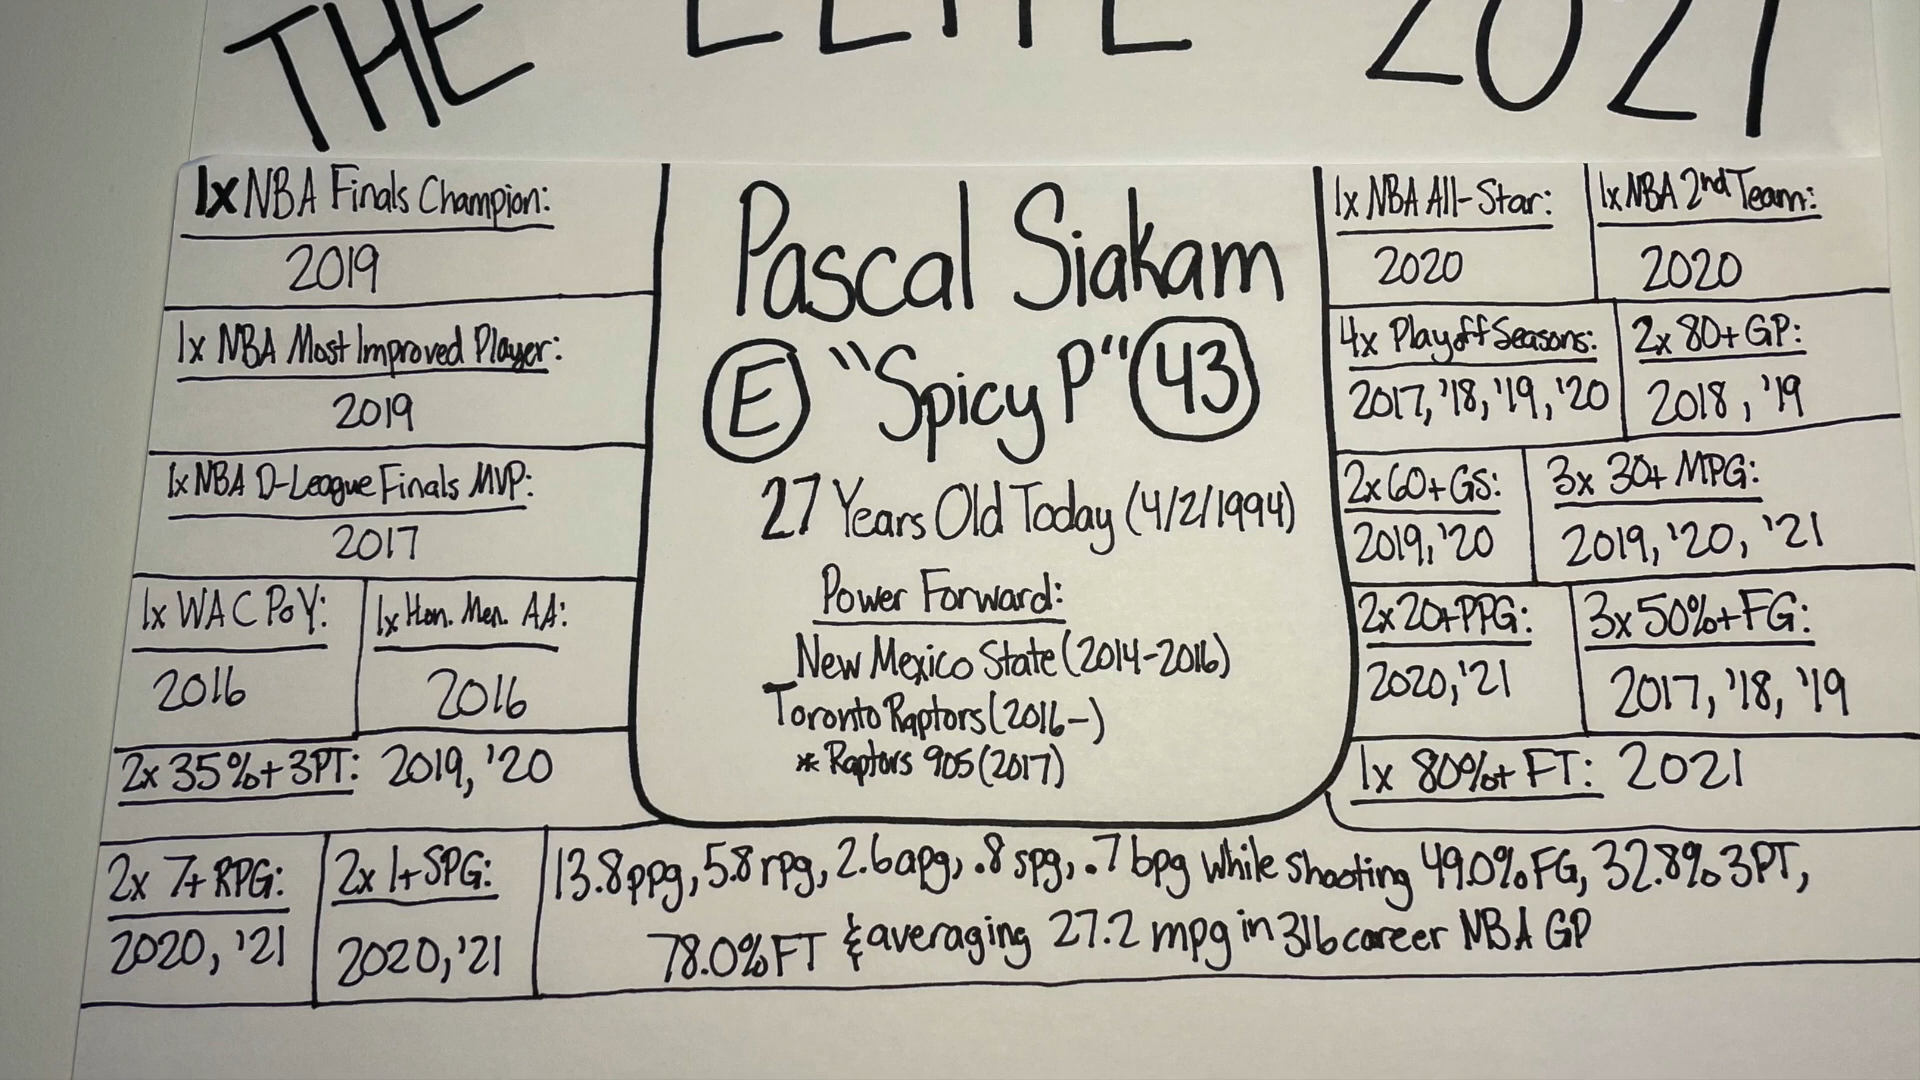 THE ELITE 2021
1x NBA Finals Champion:
2019
1x NBA Most Improved Player:
2019
1x NBA D-League Finals MVP:
2017
1x WAC PoY:
2016
1x Hon. Men. AA:
2016
2x 35%+ 3PT: 2019, '20
Pascal Siakam
E "Spicy P" 43
27 Years Old Today (4/2/1994)
Power Forward:
New Mexico State (2014-2016)
Toronto Raptors (2016-)
* Raptors 905 (2017)
1x NBA All-Star:
2020
1x NBA 2nd Team:
2020
4x Playoff Seasons:
2017, '18, '19, '20
2x 80+ GP:
2018, '19
2x 60+ GS:
2019, '20
3x 30+ MPG:
2019, '20, '21
2x 20+ PPG:
2020, '21
3x 50%+ FG:
2017, '18, '19
1x 80%+ FT: 2021
2x 7+ RPG:
2020, '21
2x 1+ SPG:
2020, '21
13.8 ppg, 5.8 rpg, 2.6 apg, .8 spg, .7 bpg while shooting 49.0% FG, 32.8% 3PT,
78.0% FT & averaging 27.2 mpg in 316 career NBA GP